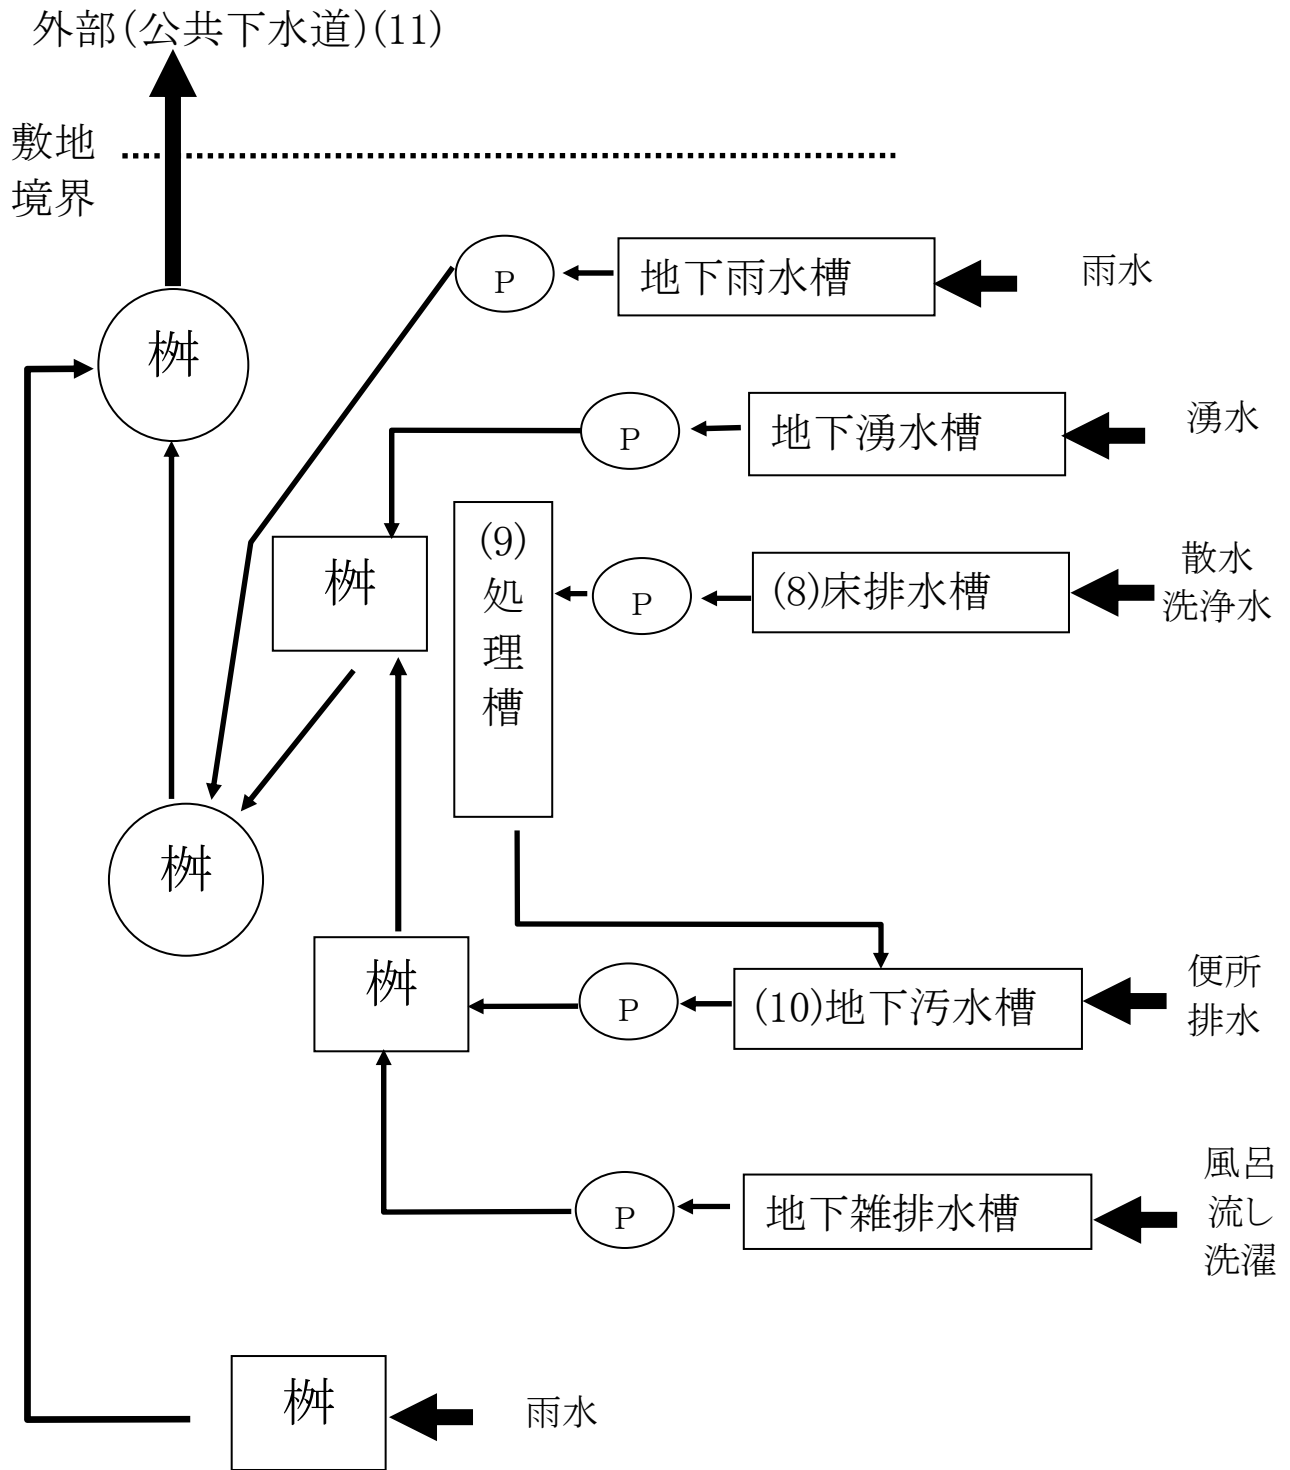 外部(公共下水道)(11)
敷地
境界
P
地下雨水槽
雨水
桝
P
地下湧水槽
湧水
桝
(9)
処
理
槽
P
(8)床排水槽
散水
洗浄水
桝
桝
P
(10)地下汚水槽
便所
排水
P
地下雑排水槽
風呂
流し
洗濯
桝
雨水